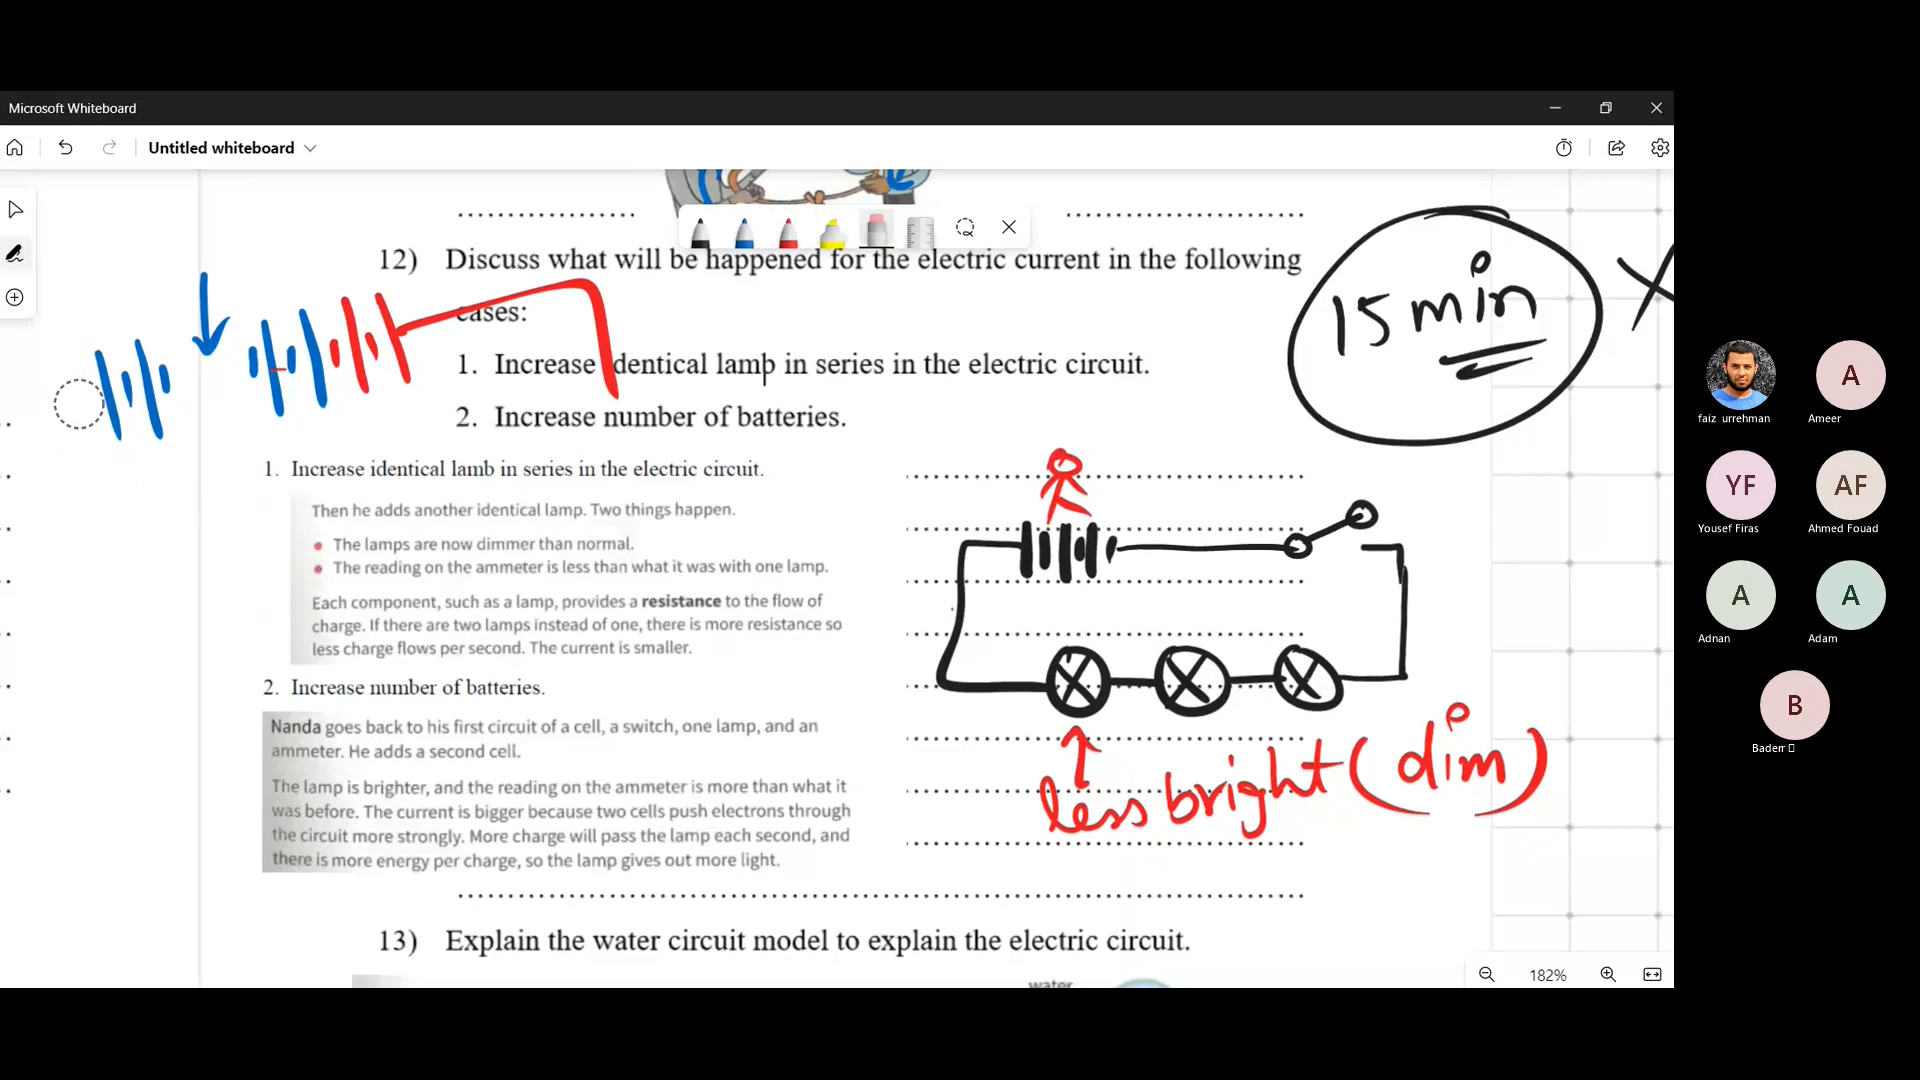 Microsoft Whiteboard
Untitled whiteboard
12) Discuss what will be happened for the electric current in the following
cases:
1. Increase identical lamp in series in the electric circuit.
2. Increase number of batteries.
15 min
1. Increase identical lamb in series in the electric circuit.
Then he adds another identical lamp. Two things happen.
• The lamps are now dimmer than normal.
• The reading on the ammeter is less than what it was with one lamp.
Each component, such as a lamp, provides a resistance to the flow of
charge. If there are two lamps instead of one, there is more resistance so
less charge flows per second. The current is smaller.
2. Increase number of batteries.
Nanda goes back to his first circuit of a cell, a switch, one lamp, and an
ammeter. He adds a second cell.
The lamp is brighter, and the reading on the ammeter is more than what it
was before. The current is bigger because two cells push electrons through
the circuit more strongly. More charge will pass the lamp each second, and
there is more energy per charge, so the lamp gives out more light.
less bright (dim)
13) Explain the water circuit model to explain the electric circuit.
water
182%
faiz urrehman
A
Ameer
YF
Yousef Firas
AF
Ahmed Fouad
A
Adnan
A
Adam
B
Baderr